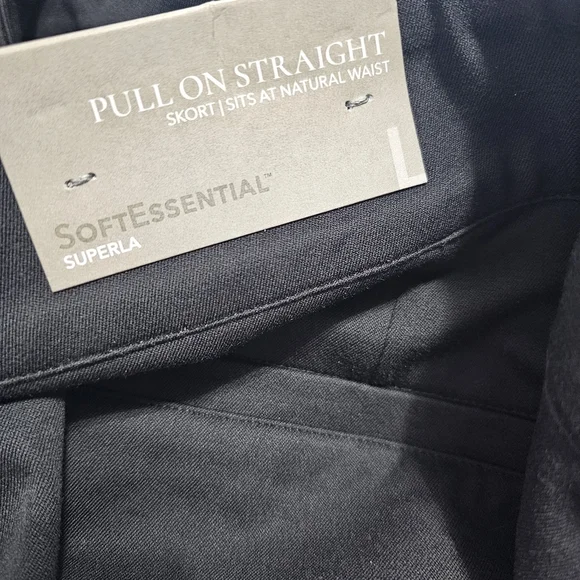 PULL ON STRAIGHT
SKORT | SITS AT NATURAL WAIST
L
SOFTESSENTIAL™
SUPERLA